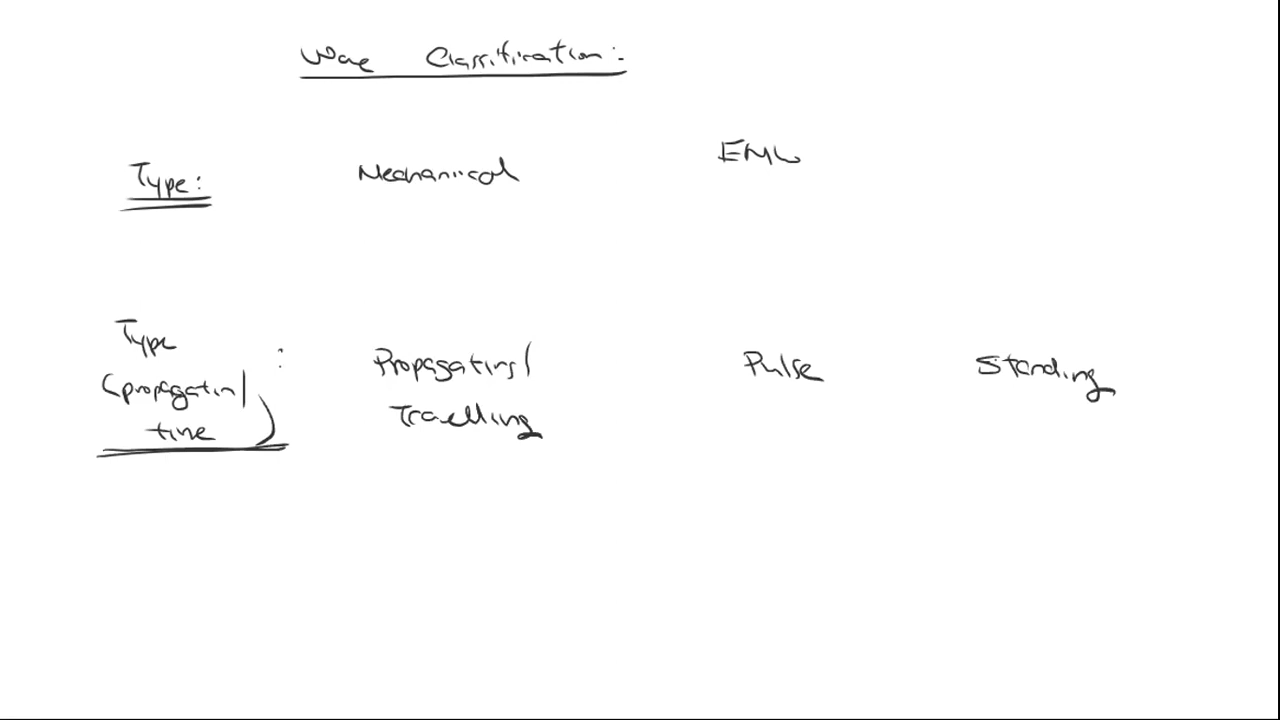 Wave Classification:
Type: Mechanical EMW
Type
(propagation/ : Propagating/ Pulse Standing
time) Travelling